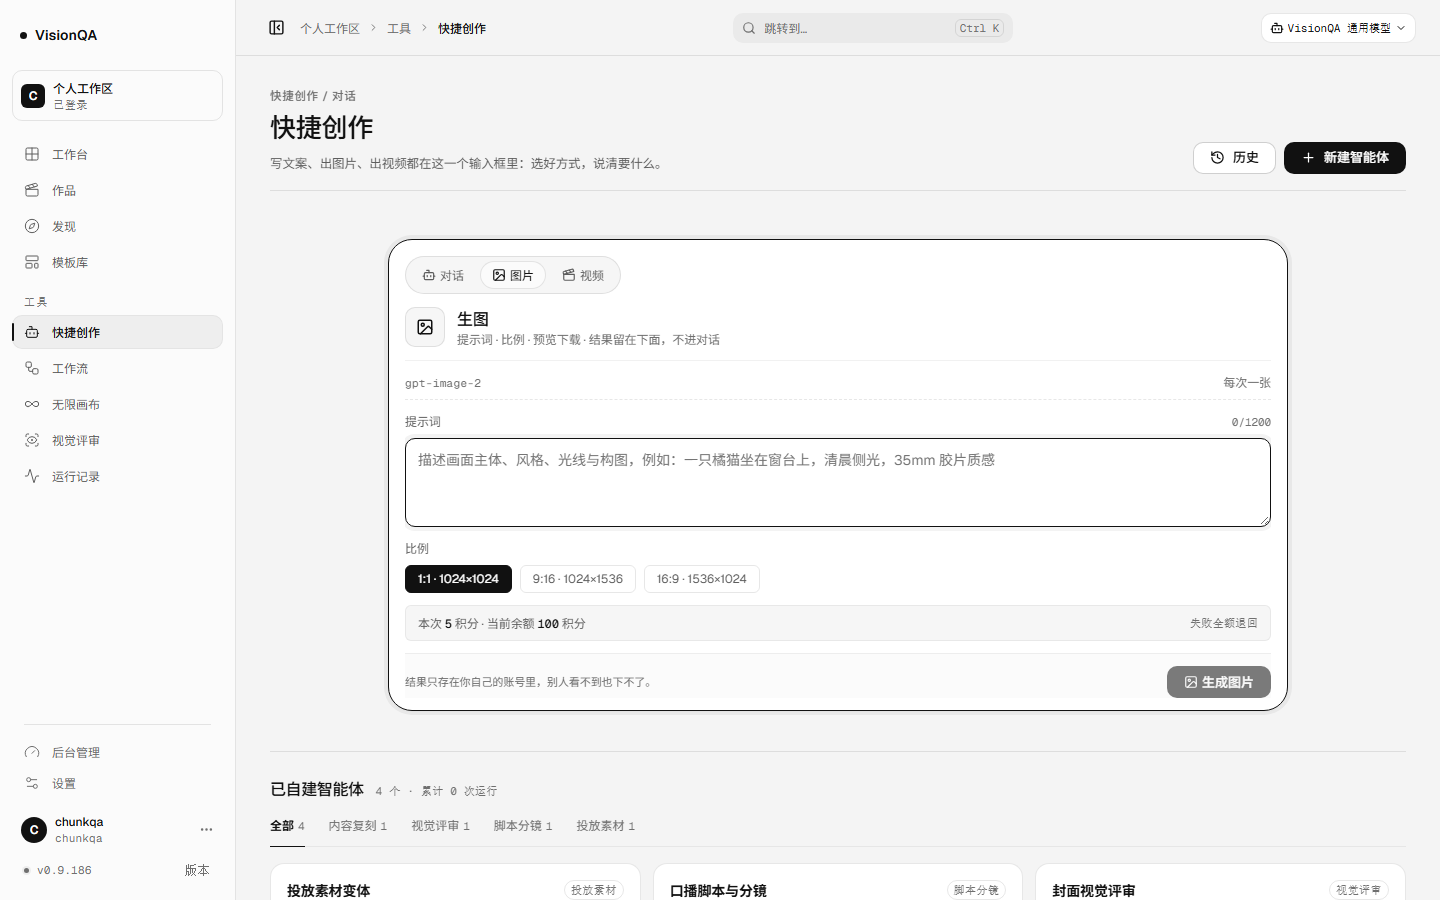 VisionQA
C
个人工作区
已登录
工作台
作品
发现
模板库
工具
快捷创作
工作流
无限画布
视觉评审
运行记录
后台管理
设置
C
chunkqa
chunkqa
v0.9.186
版本
个人工作区 > 工具 > 快捷创作
跳转到…
Ctrl K
VisionQA 通用模型
快捷创作 / 对话
快捷创作
写文案、出图片、出视频都在这一个输入框里：选好方式，说清要什么。
历史
新建智能体
对话
图片
视频
生图
提示词 · 比例 · 预览下载 · 结果留在下面，不进对话
gpt-image-2
每次一张
提示词
0/1200
描述画面主体、风格、光线与构图，例如：一只橘猫坐在窗台上，清晨侧光，35mm 胶片质感
比例
1:1 · 1024×1024
9:16 · 1024×1536
16:9 · 1536×1024
本次 5 积分 · 当前余额 100 积分
失败全额退回
结果只存在你自己的账号里，别人看不到也下不了。
生成图片
已自建智能体
4 个 · 累计 0 次运行
全部 4
内容复刻 1
视觉评审 1
脚本分镜 1
投放素材 1
投放素材变体
投放素材
口播脚本与分镜
脚本分镜
封面视觉评审
视觉评审